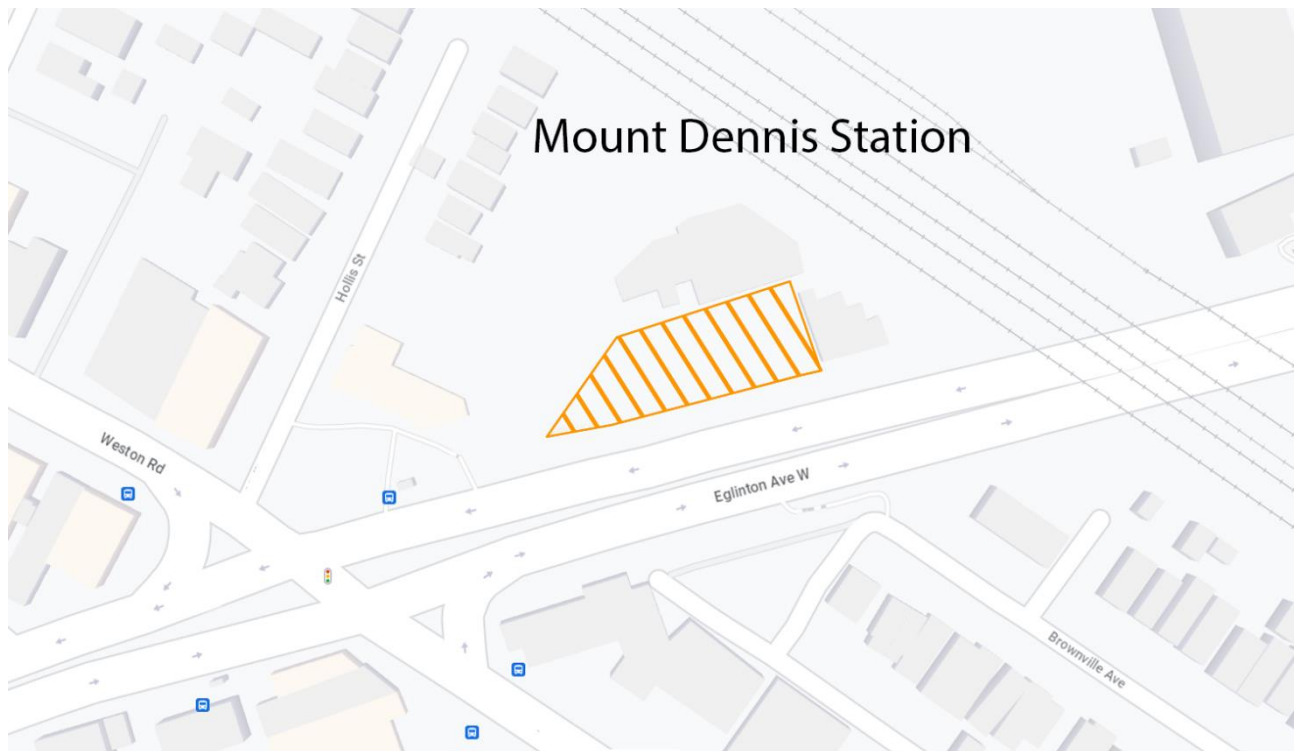 Mount Dennis Station
Hollis St
Weston Rd
Eglinton Ave W
Brownville Ave